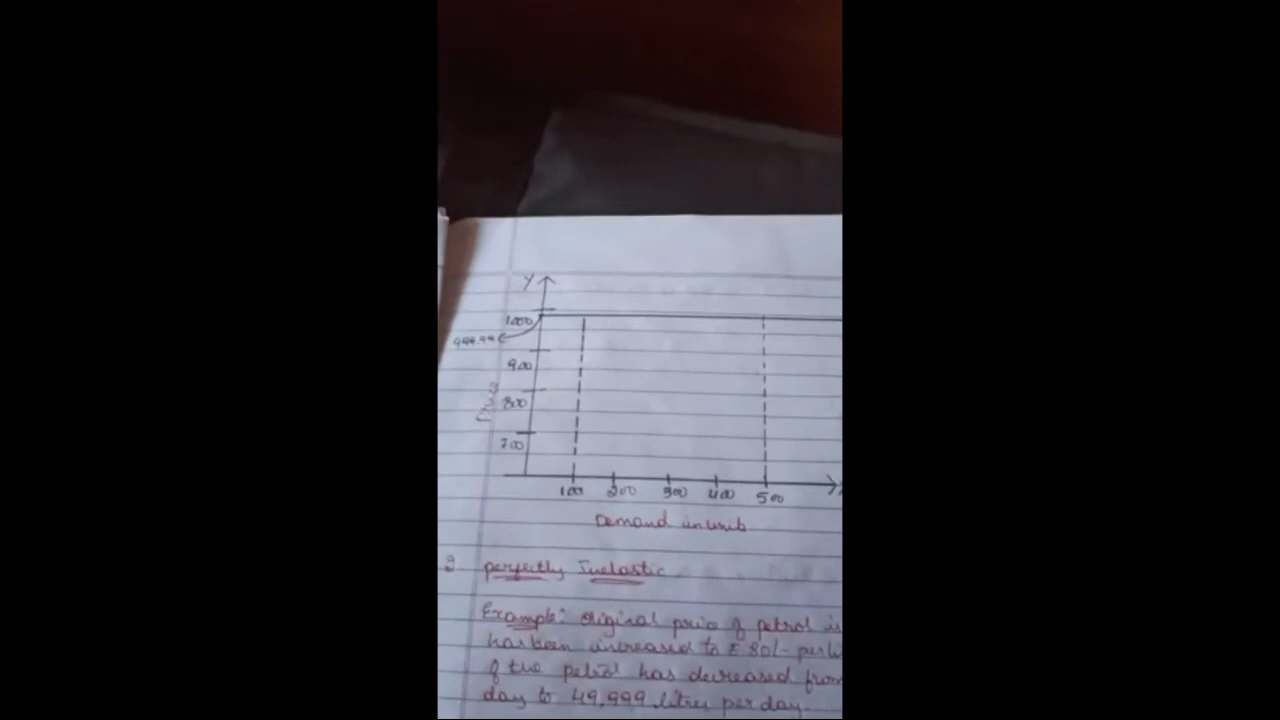 Y
1000
999.99
900
Price
800
700
100 200 300 400 500
Demand in units
2 perfectly Inelastic
Example: Original price of petrol is
has been increased to ₹.80/- per
of the petrol has decreased from
day to 49,999 litres per day.